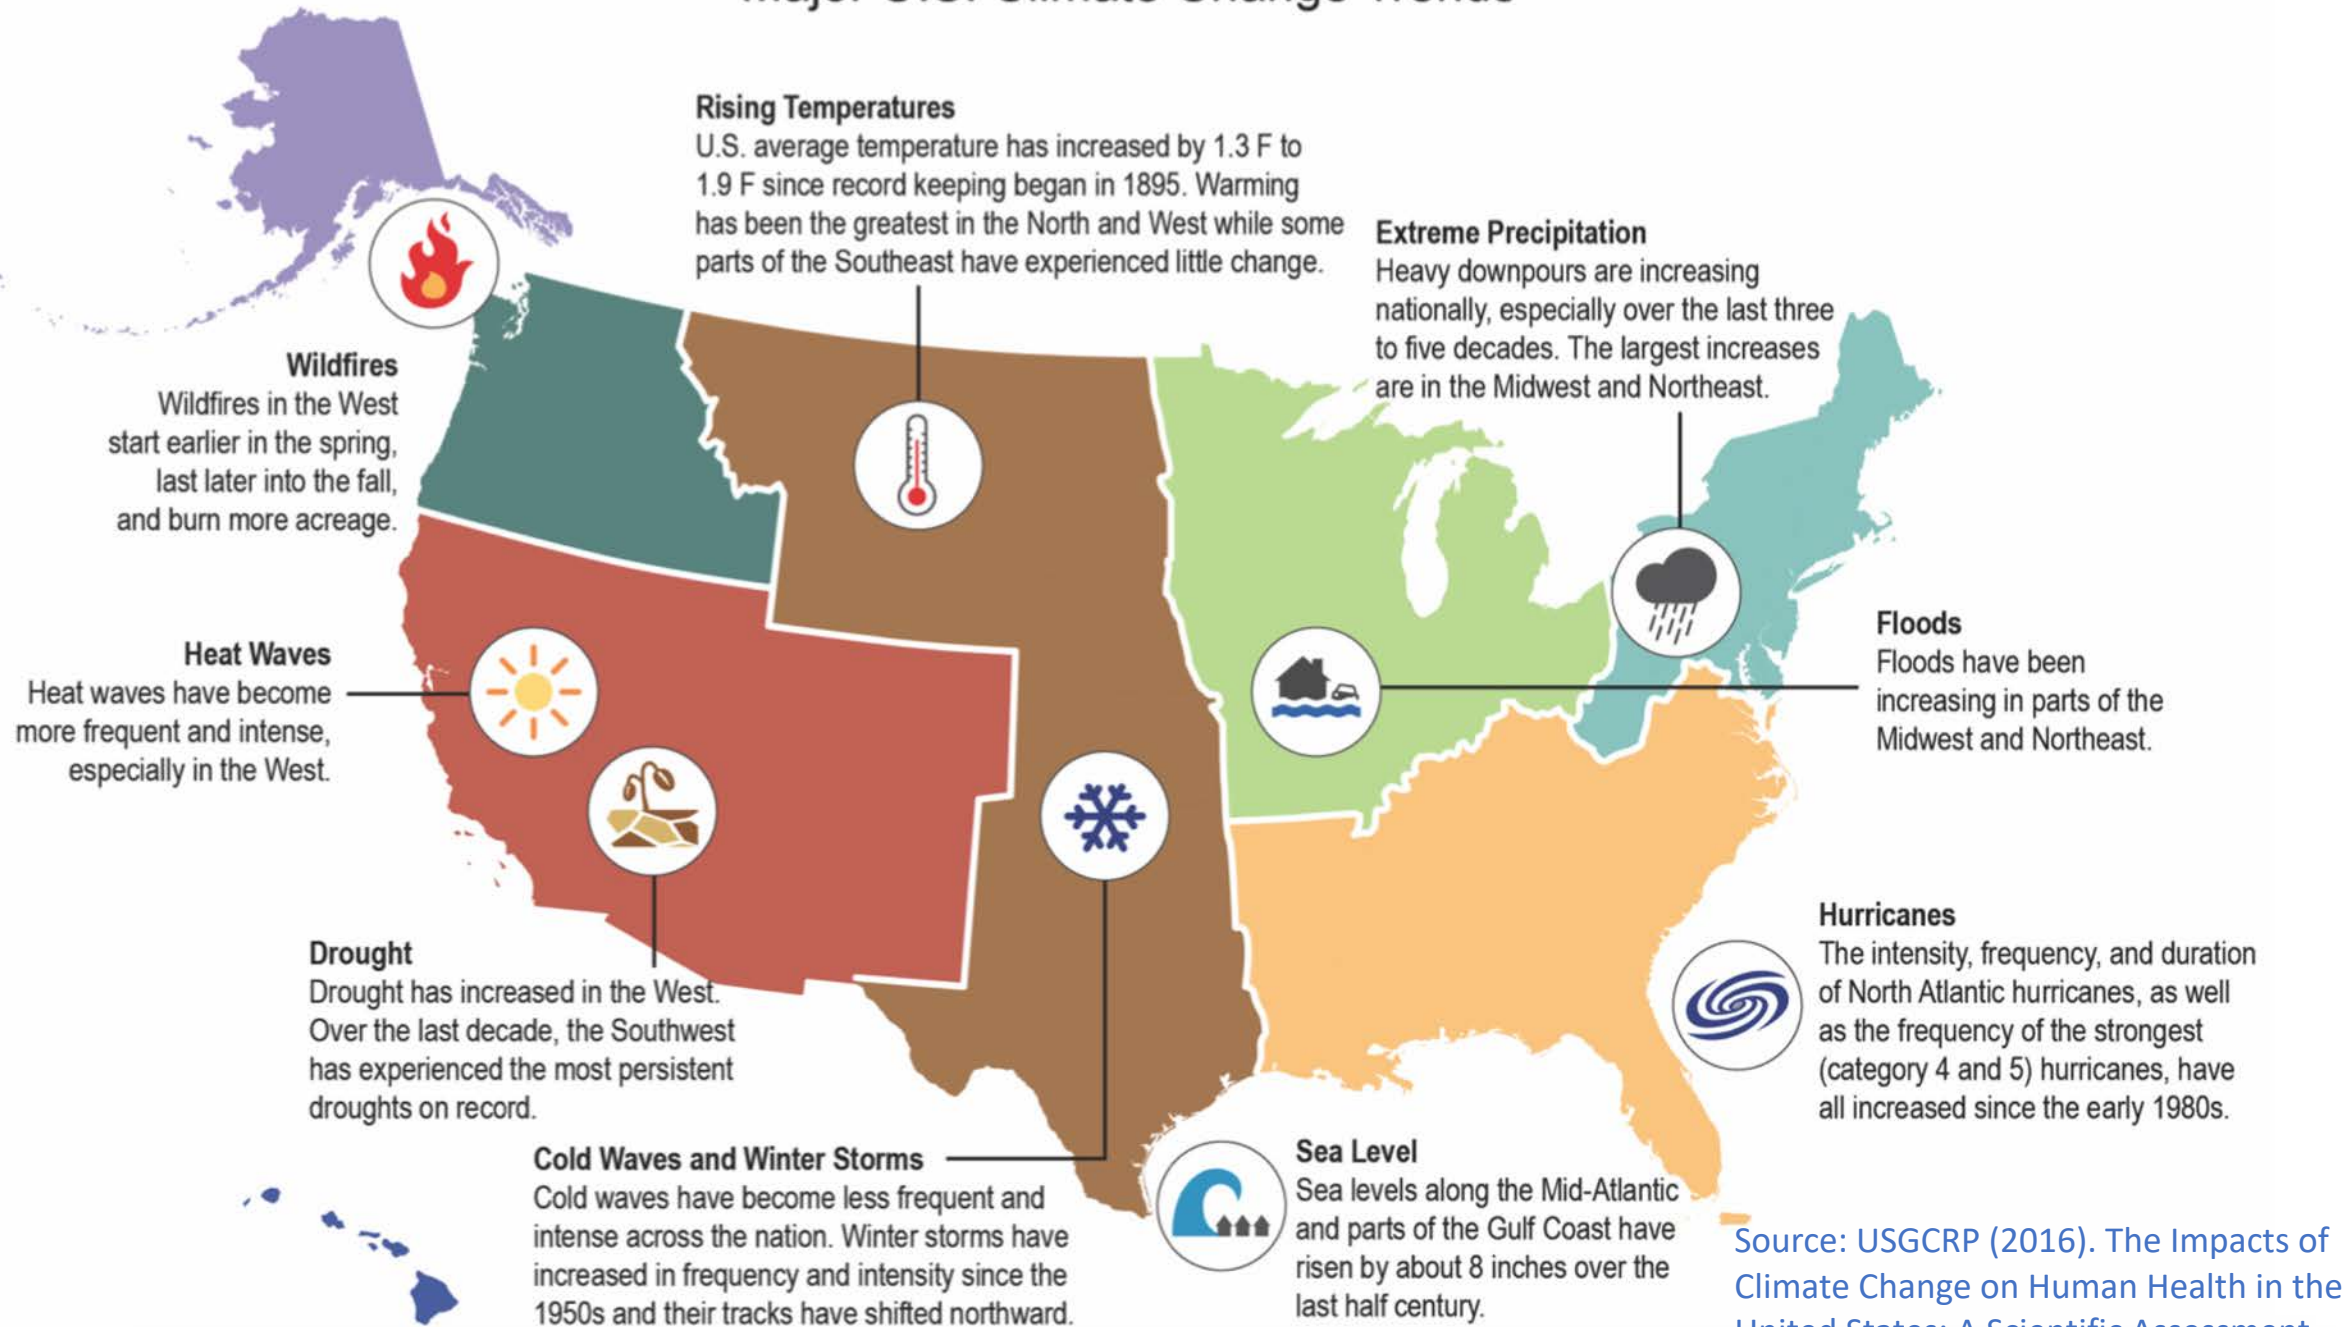 Major U.S. Climate Change Trends
Rising Temperatures
U.S. average temperature has increased by 1.3 F to
1.9 F since record keeping began in 1895. Warming
has been the greatest in the North and West while some
parts of the Southeast have experienced little change.
Extreme Precipitation
Heavy downpours are increasing
nationally, especially over the last three
to five decades. The largest increases
are in the Midwest and Northeast.
Wildfires
Wildfires in the West
start earlier in the spring,
last later into the fall,
and burn more acreage.
Heat Waves
Heat waves have become
more frequent and intense,
especially in the West.
Floods
Floods have been
increasing in parts of the
Midwest and Northeast.
Drought
Drought has increased in the West.
Over the last decade, the Southwest
has experienced the most persistent
droughts on record.
Hurricanes
The intensity, frequency, and duration
of North Atlantic hurricanes, as well
as the frequency of the strongest
(category 4 and 5) hurricanes, have
all increased since the early 1980s.
Cold Waves and Winter Storms
Cold waves have become less frequent and
intense across the nation. Winter storms have
increased in frequency and intensity since the
1950s and their tracks have shifted northward.
Sea Level
Sea levels along the Mid-Atlantic
and parts of the Gulf Coast have
risen by about 8 inches over the
last half century.
Source: USGCRP (2016). The Impacts of
Climate Change on Human Health in the
United States: A Scientific Assessment